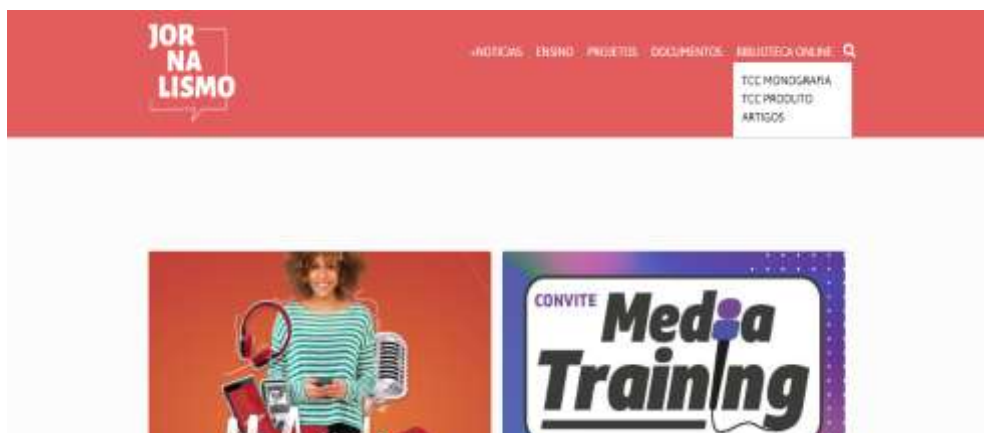 JOR
NA
LISMO
+NOTÍCIAS ENSINO PROJETOS DOCUMENTOS BIBLIOTECA ONLINE
TCC MONOGRAFIA
TCC PRODUTO
ARTIGOS
CONVITE
Media
Training